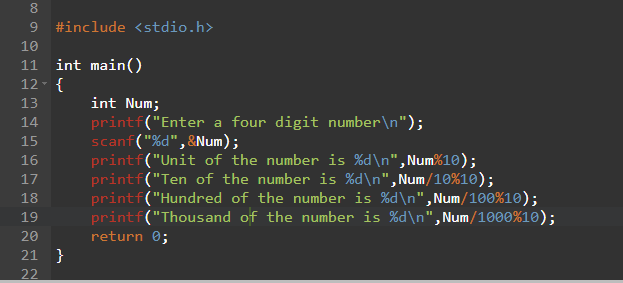 8
9 #include <stdio.h>
10
11 int main()
12 {
13 int Num;
14 printf("Enter a four digit number\n");
15 scanf("%d",&Num);
16 printf("Unit of the number is %d\n",Num%10);
17 printf("Ten of the number is %d\n",Num/10%10);
18 printf("Hundred of the number is %d\n",Num/100%10);
19 printf("Thousand of the number is %d\n",Num/1000%10);
20 return 0;
21 }
22